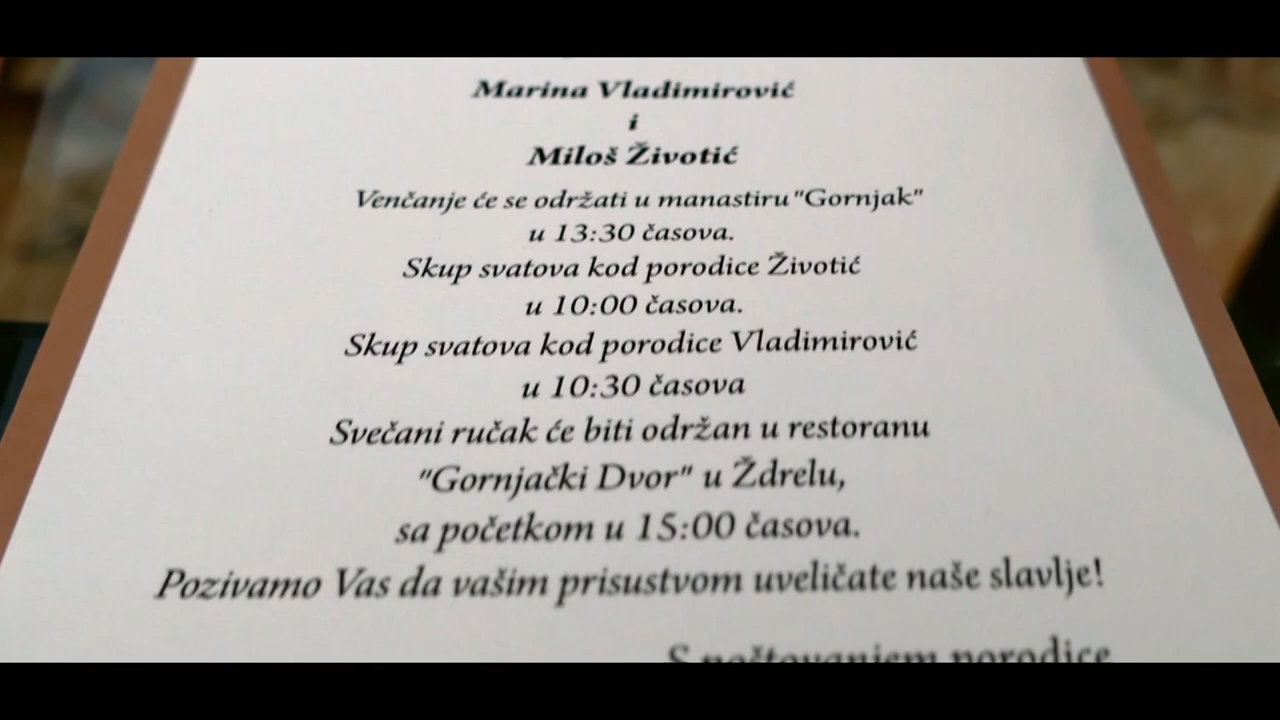 Marina Vladimirović
i
Miloš Životić
Venčanje će se održati u manastiru "Gornjak"
u 13:30 časova.
Skup svatova kod porodice Životić
u 10:00 časova.
Skup svatova kod porodice Vladimirović
u 10:30 časova
Svečani ručak će biti održan u restoranu
"Gornjački Dvor" u Ždrelu,
sa početkom u 15:00 časova.
Pozivamo Vas da vašim prisustvom uveličate naše slavlje!
S poštovanjem porodice